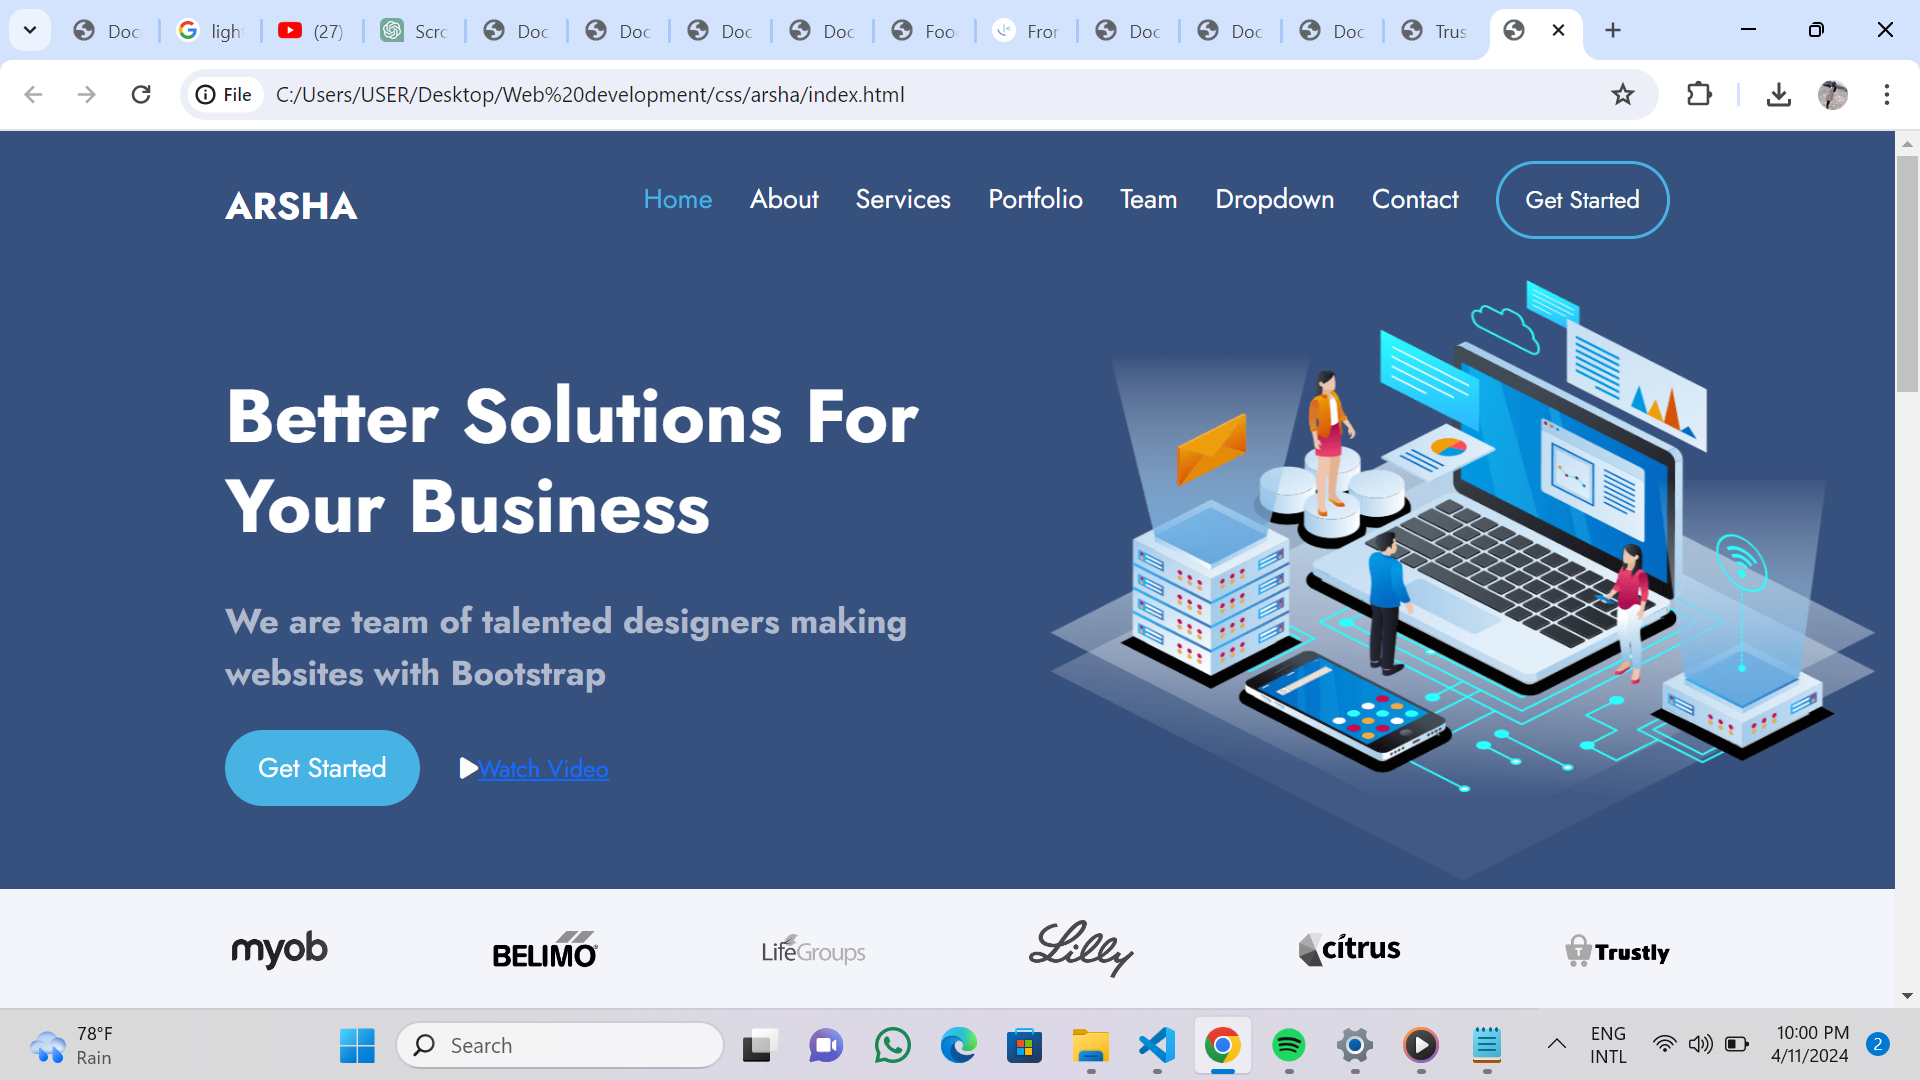 Doc
ligh
(27)
Scro
Doc
Doc
Doc
Doc
Foo
Fron
Doc
Doc
Doc
Trus
File
C:/Users/USER/Desktop/Web%20development/css/arsha/index.html
ARSHA
Home
About
Services
Portfolio
Team
Dropdown
Contact
Get Started
Better Solutions For
Your Business
We are team of talented designers making
websites with Bootstrap
Get Started
Watch Video
myob
BELIMO
LifeGroups
Lilly
citrus
T
Trustly
78°F
Rain
Search
ENG
INTL
10:00 PM
4/11/2024
2